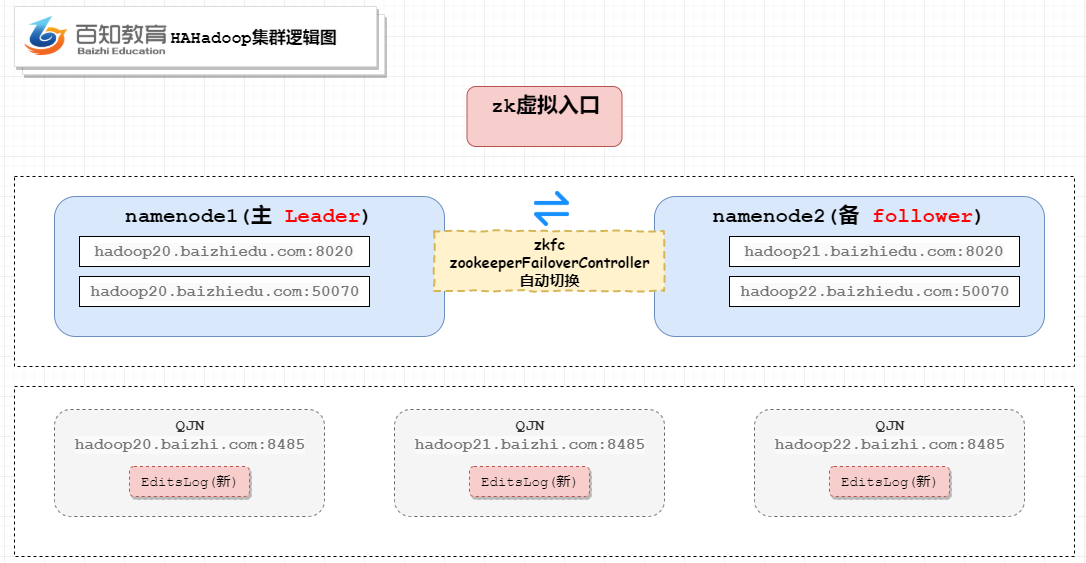 百知教育
Baizhi Education
HAHadoop集群逻辑图
zk虚拟入口
namenode1(主 Leader)
hadoop20.baizhiedu.com:8020
hadoop20.baizhiedu.com:50070
zkfc
zookeeperFailoverController
自动切换
namenode2(备 follower)
hadoop21.baizhiedu.com:8020
hadoop22.baizhiedu.com:50070
QJN
hadoop20.baizhi.com:8485
EditsLog(新)
QJN
hadoop21.baizhi.com:8485
EditsLog(新)
QJN
hadoop22.baizhi.com:8485
EditsLog(新)